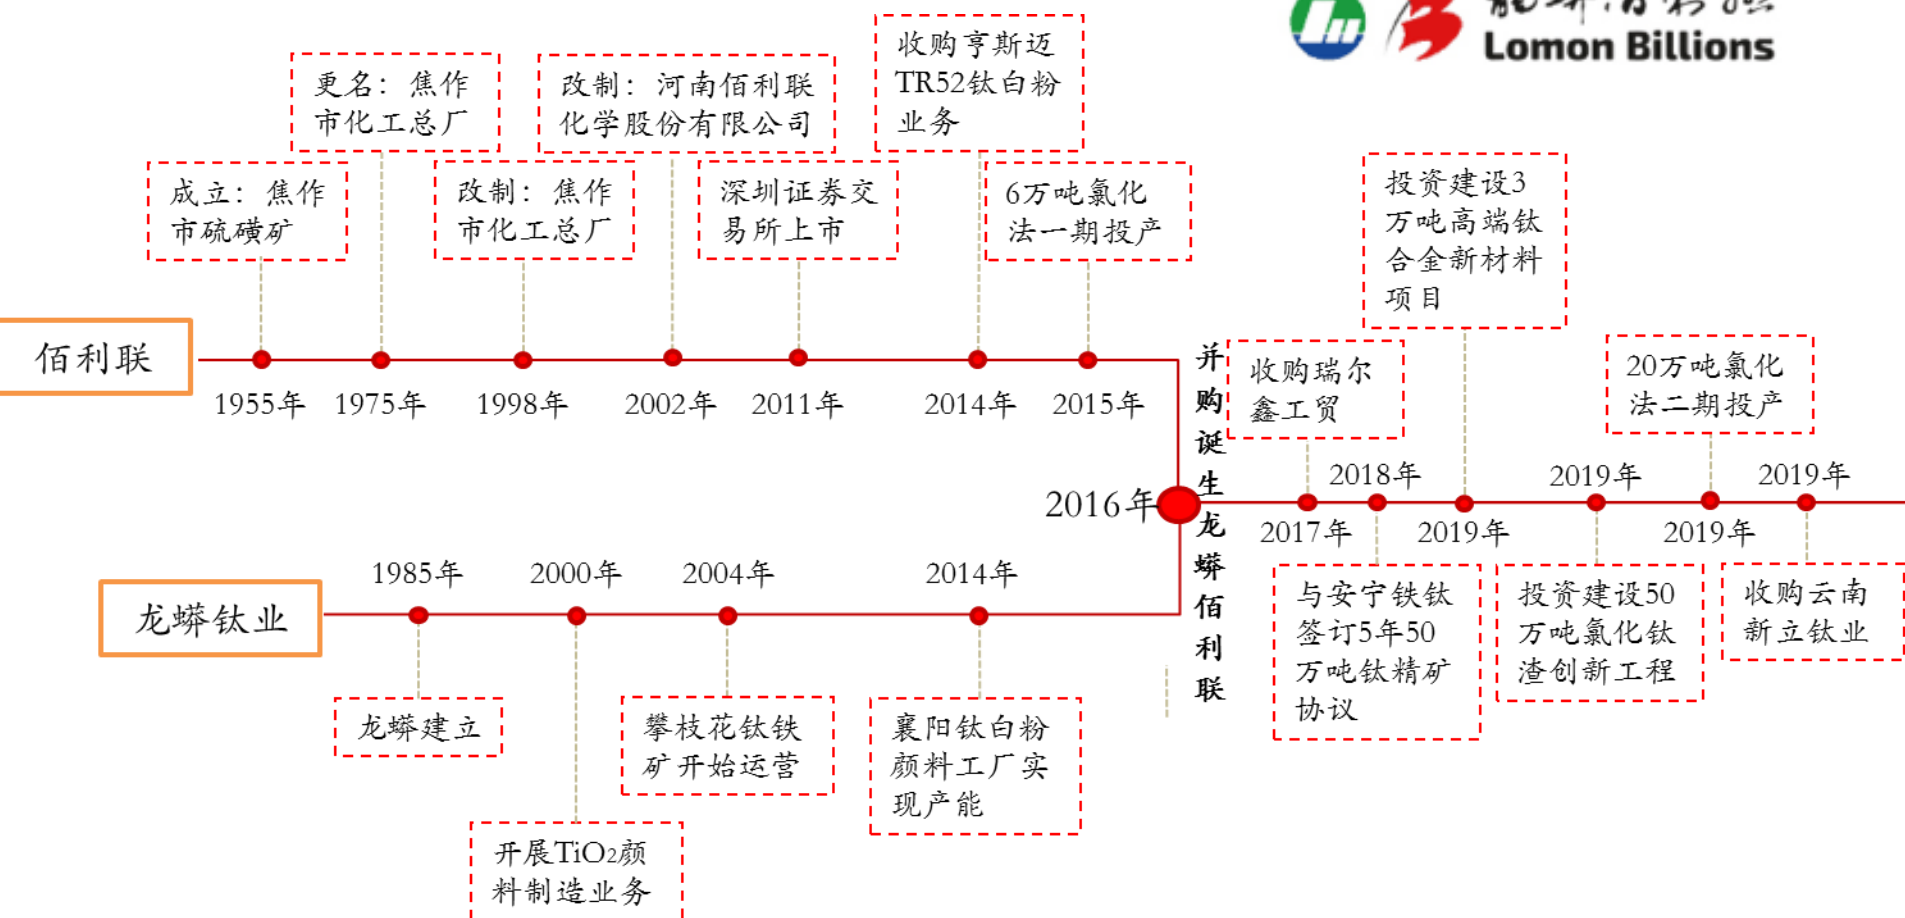 Lomon Billions
收购亨斯迈
TR52钛白粉
业务
更名：焦作
市化工总厂
改制：河南佰利联
化学股份有限公司
成立：焦作
市硫磺矿
改制：焦作
市化工总厂
深圳证券交
易所上市
6万吨氯化
法一期投产
投资建设3
万吨高端钛
合金新材料
项目
佰利联
1955年
1975年
1998年
2002年
2011年
2014年
2015年
并购诞生龙蟒佰利联
收购瑞尔
鑫工贸
20万吨氯化
法二期投产
2016年
2017年
2018年
2019年
2019年
2019年
2019年
龙蟒钛业
1985年
2000年
2004年
2014年
与安宁铁钛
签订5年50
万吨钛精矿
协议
投资建设50
万吨氯化钛
渣创新工程
收购云南
新立钛业
龙蟒建立
攀枝花钛铁
矿开始运营
襄阳钛白粉
颜料工厂实
现产能
开展TiO₂颜
料制造业务